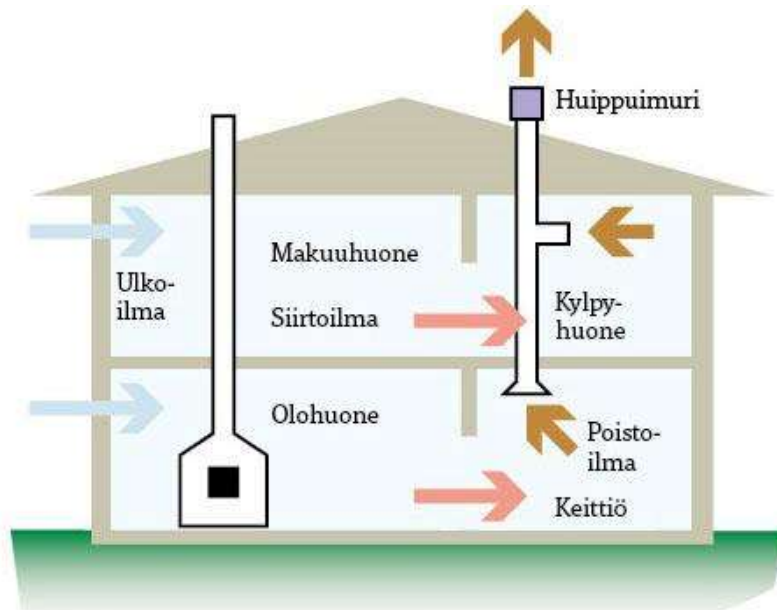 Huippuimuri
Makuuhuone
Ulko-
ilma
Siirtoilma
Kylpy-
huone
Olohuone
Poisto-
ilma
Keittiö